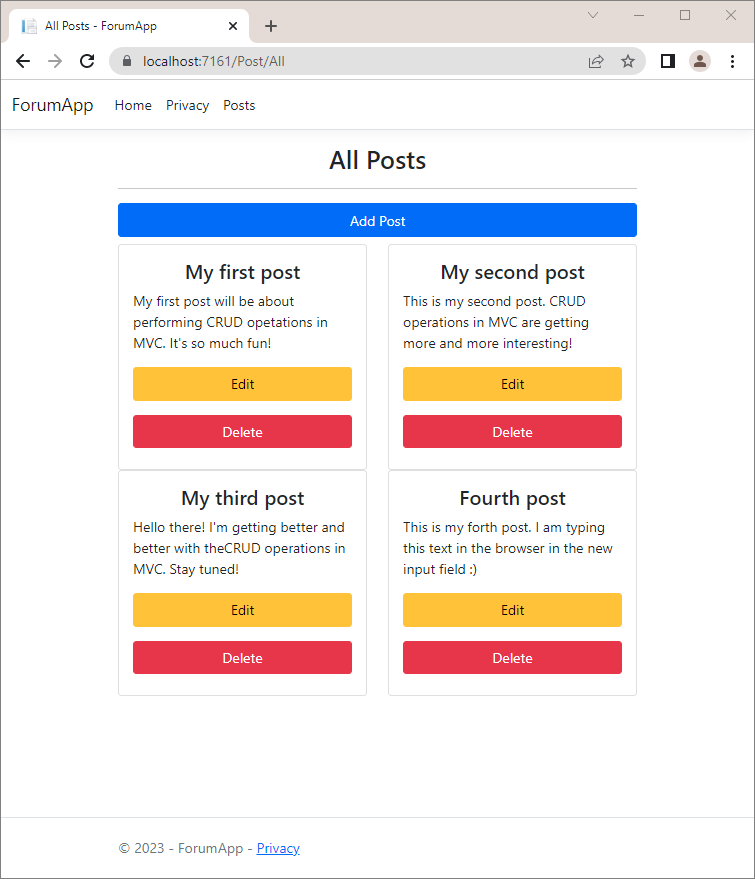 All Posts - ForumApp
localhost:7161/Post/All
ForumApp Home Privacy Posts
All Posts
Add Post
My first post
My first post will be about
performing CRUD opetations in
MVC. It's so much fun!
Edit
Delete
My second post
This is my second post. CRUD
operations in MVC are getting
more and more interesting!
Edit
Delete
My third post
Hello there! I'm getting better and
better with theCRUD operations in
MVC. Stay tuned!
Edit
Delete
Fourth post
This is my forth post. I am typing
this text in the browser in the new
input field :)
Edit
Delete
© 2023 - ForumApp - Privacy